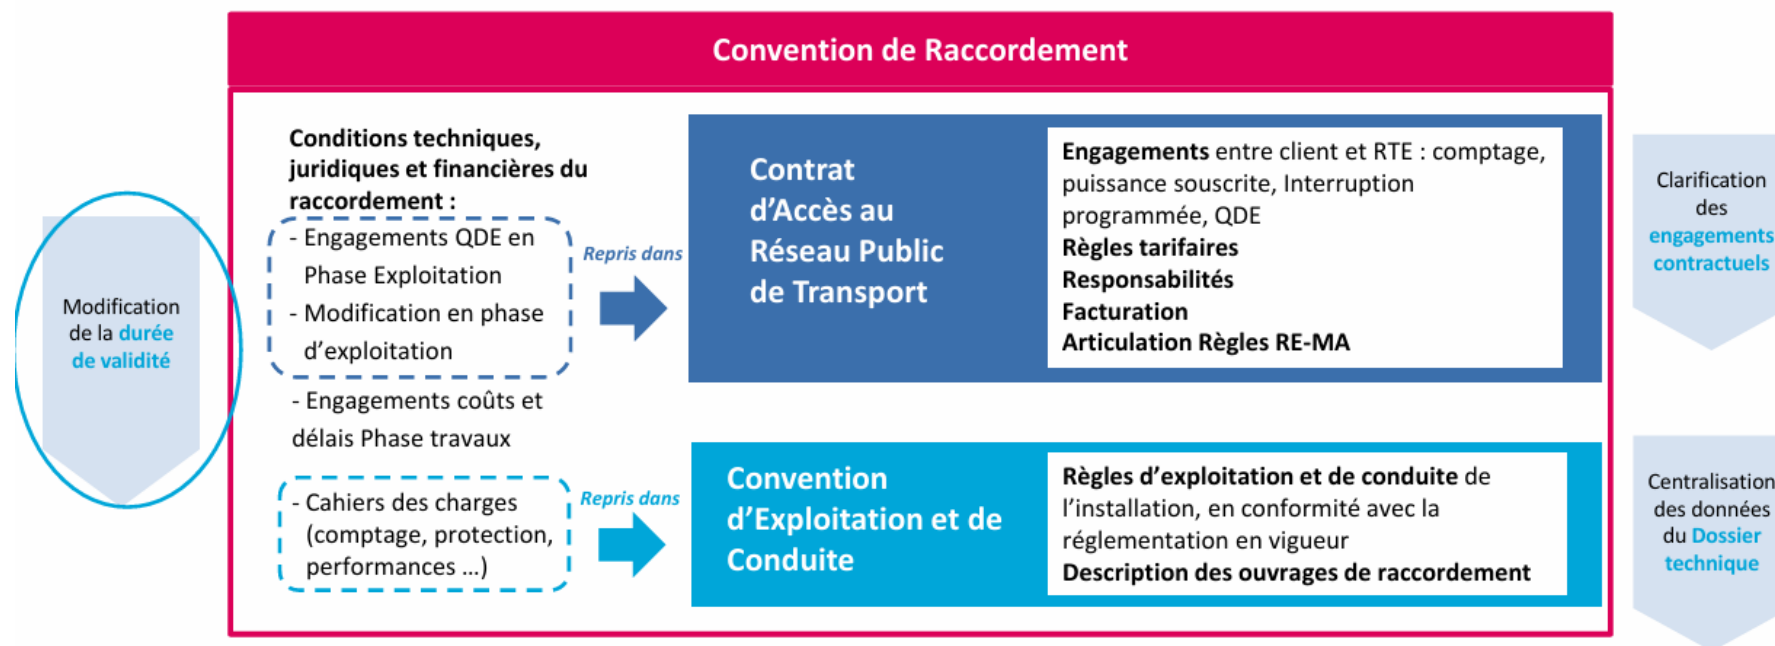 Convention de Raccordement
Modification
de la durée
de validité
Conditions techniques,
juridiques et financières du
raccordement :
- Engagements QDE en
Phase Exploitation
- Modification en phase
d'exploitation
- Engagements coûts et
délais Phase travaux
- Cahiers des charges
(comptage, protection,
performances ...)
Repris dans
Repris dans
Contrat
d'Accès au
Réseau Public
de Transport
Engagements entre client et RTE : comptage,
puissance souscrite, Interruption
programmée, QDE
Règles tarifaires
Responsabilités
Facturation
Articulation Règles RE-MA
Convention
d'Exploitation et de
Conduite
Règles d'exploitation et de conduite de
l'installation, en conformité avec la
réglementation en vigueur
Description des ouvrages de raccordement
Clarification
des
engagements
contractuels
Centralisation
des données
du Dossier
technique